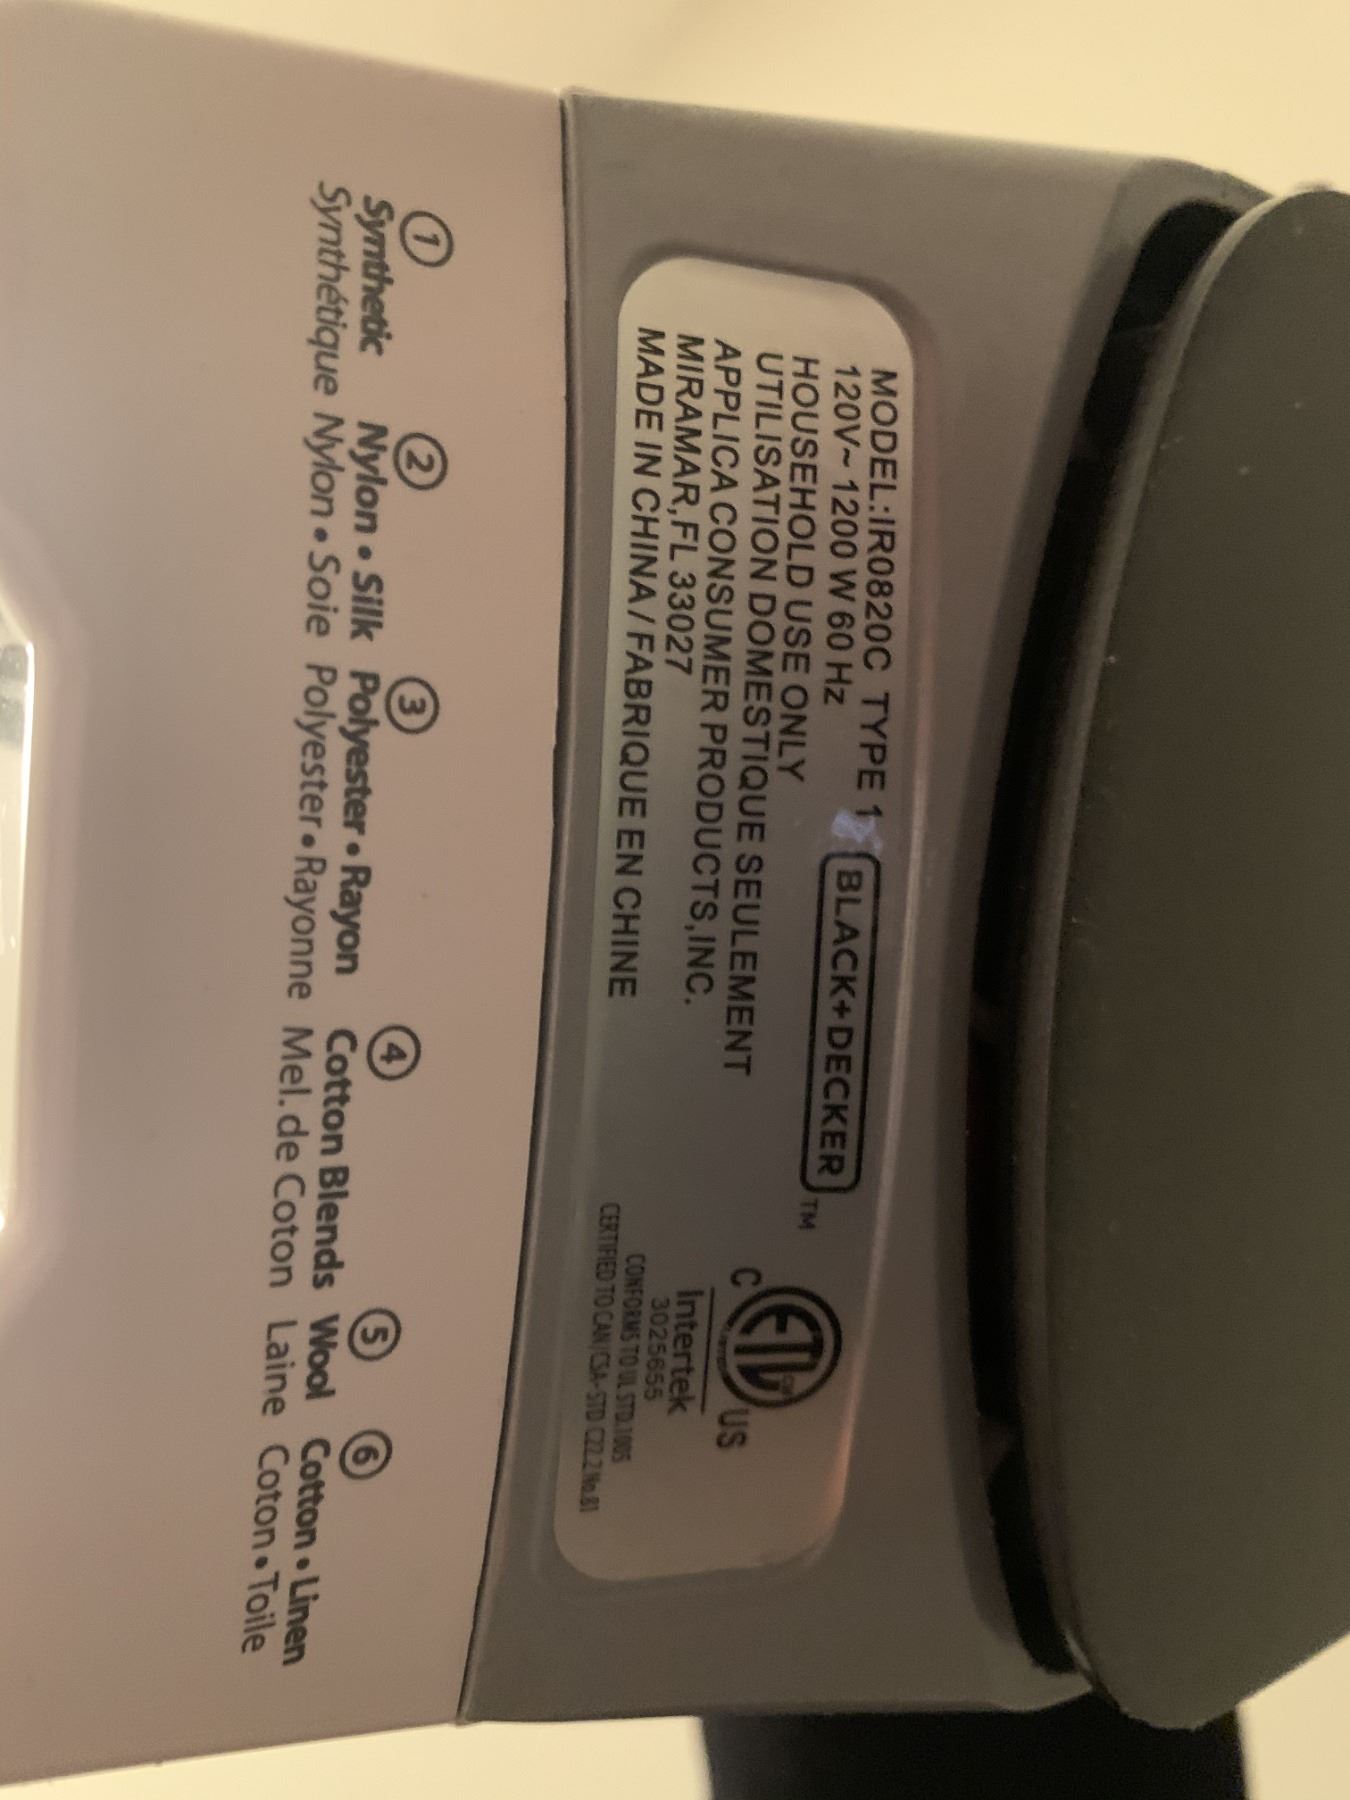 MODEL:IR0820C TYPE 1
120V~ 1200 W 60 Hz
HOUSEHOLD USE ONLY
UTILISATION DOMESTIQUE SEULEMENT
APPLICA CONSUMER PRODUCTS,INC.
MIRAMAR,FL 33027
MADE IN CHINA / FABRIQUE EN CHINE
BLACK+DECKER TM
C ETL US
Intertek
3025655
CONFORMS TO UL STD.1005
CERTIFIED TO CAN/CSA-STD C22.2 No.81
1 2 3 4 5 6
Synthetic Nylon • Silk Polyester • Rayon Cotton Blends Wool Cotton • Linen
Synthétique Nylon • Soie Polyester • Rayonne Mel. de Coton Laine Coton • Toile